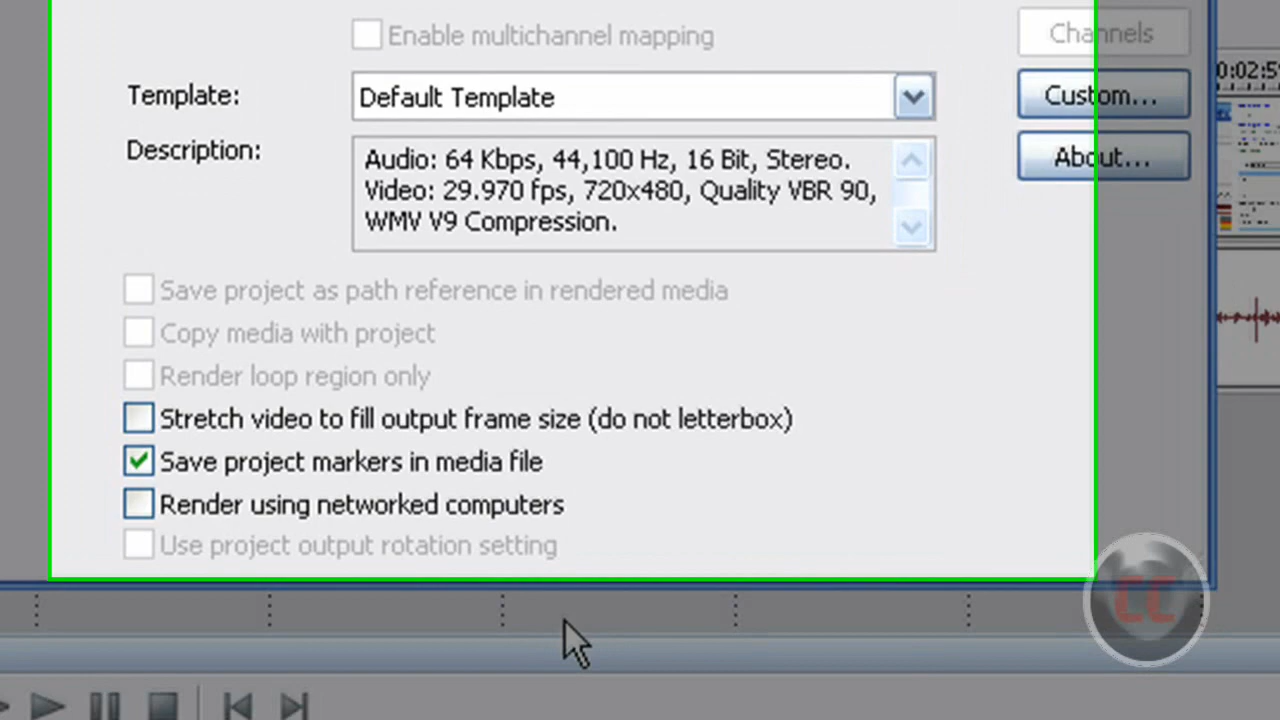 Enable multichannel mapping
Channels
Template:
Default Template
Custom...
Description:
Audio: 64 Kbps, 44,100 Hz, 16 Bit, Stereo.
Video: 29.970 fps, 720x480, Quality VBR 90,
WMV V9 Compression.
About...
Save project as path reference in rendered media
Copy media with project
Render loop region only
Stretch video to fill output frame size (do not letterbox)
Save project markers in media file
Render using networked computers
Use project output rotation setting
CC